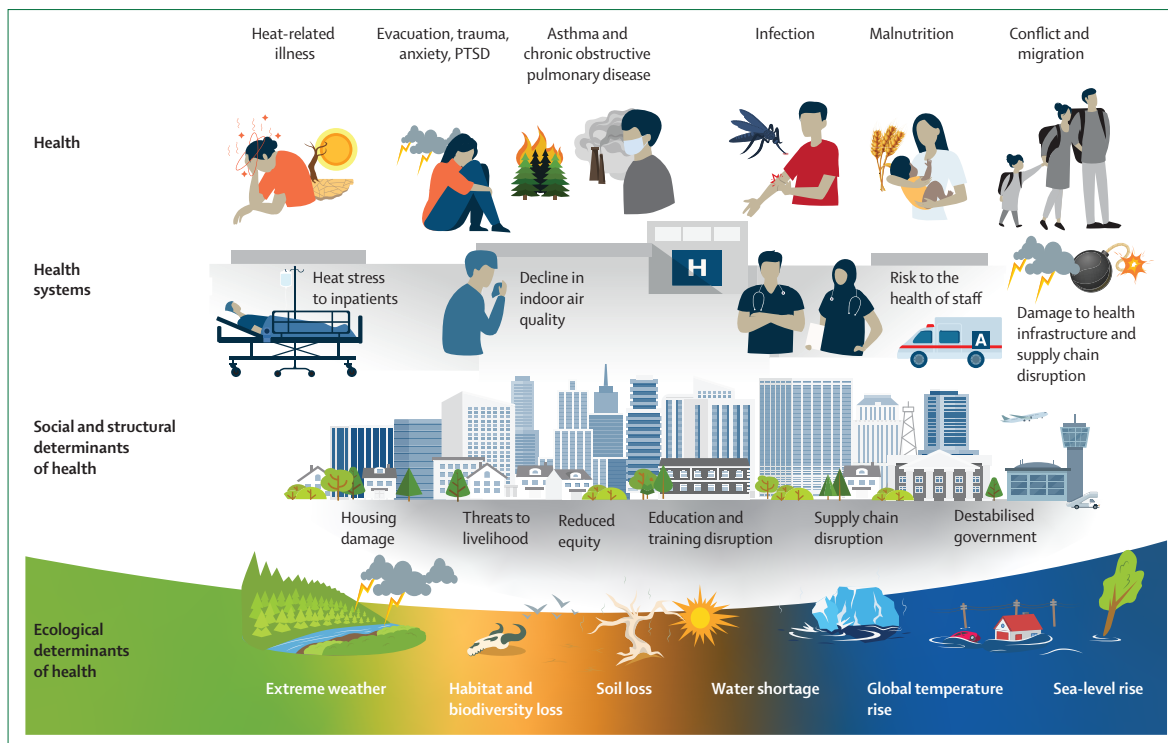 Heat-related
illness
Evacuation, trauma,
anxiety, PTSD
Asthma and
chronic obstructive
pulmonary disease
Infection
Malnutrition
Conflict and
migration
Health
Health
systems
Heat stress
to inpatients
Decline in
indoor air
quality
H
Risk to the
health of staff
A
Damage to health
infrastructure and
supply chain
disruption
Social and structural
determinants
of health
Housing
damage
Threats to
livelihood
Reduced
equity
Education and
training disruption
Supply chain
disruption
Destabilised
government
Ecological
determinants
of health
Extreme weather
Habitat and
biodiversity loss
Soil loss
Water shortage
Global temperature
rise
Sea-level rise